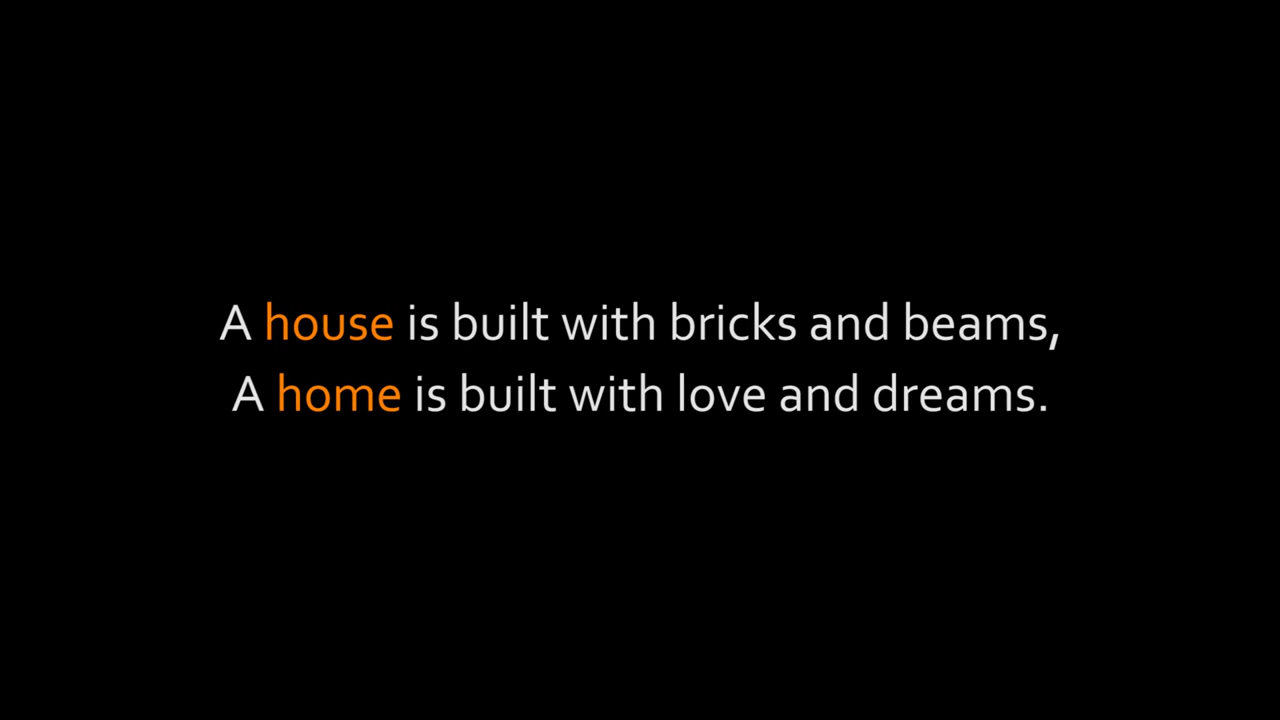 A house is built with bricks and beams,
A home is built with love and dreams.